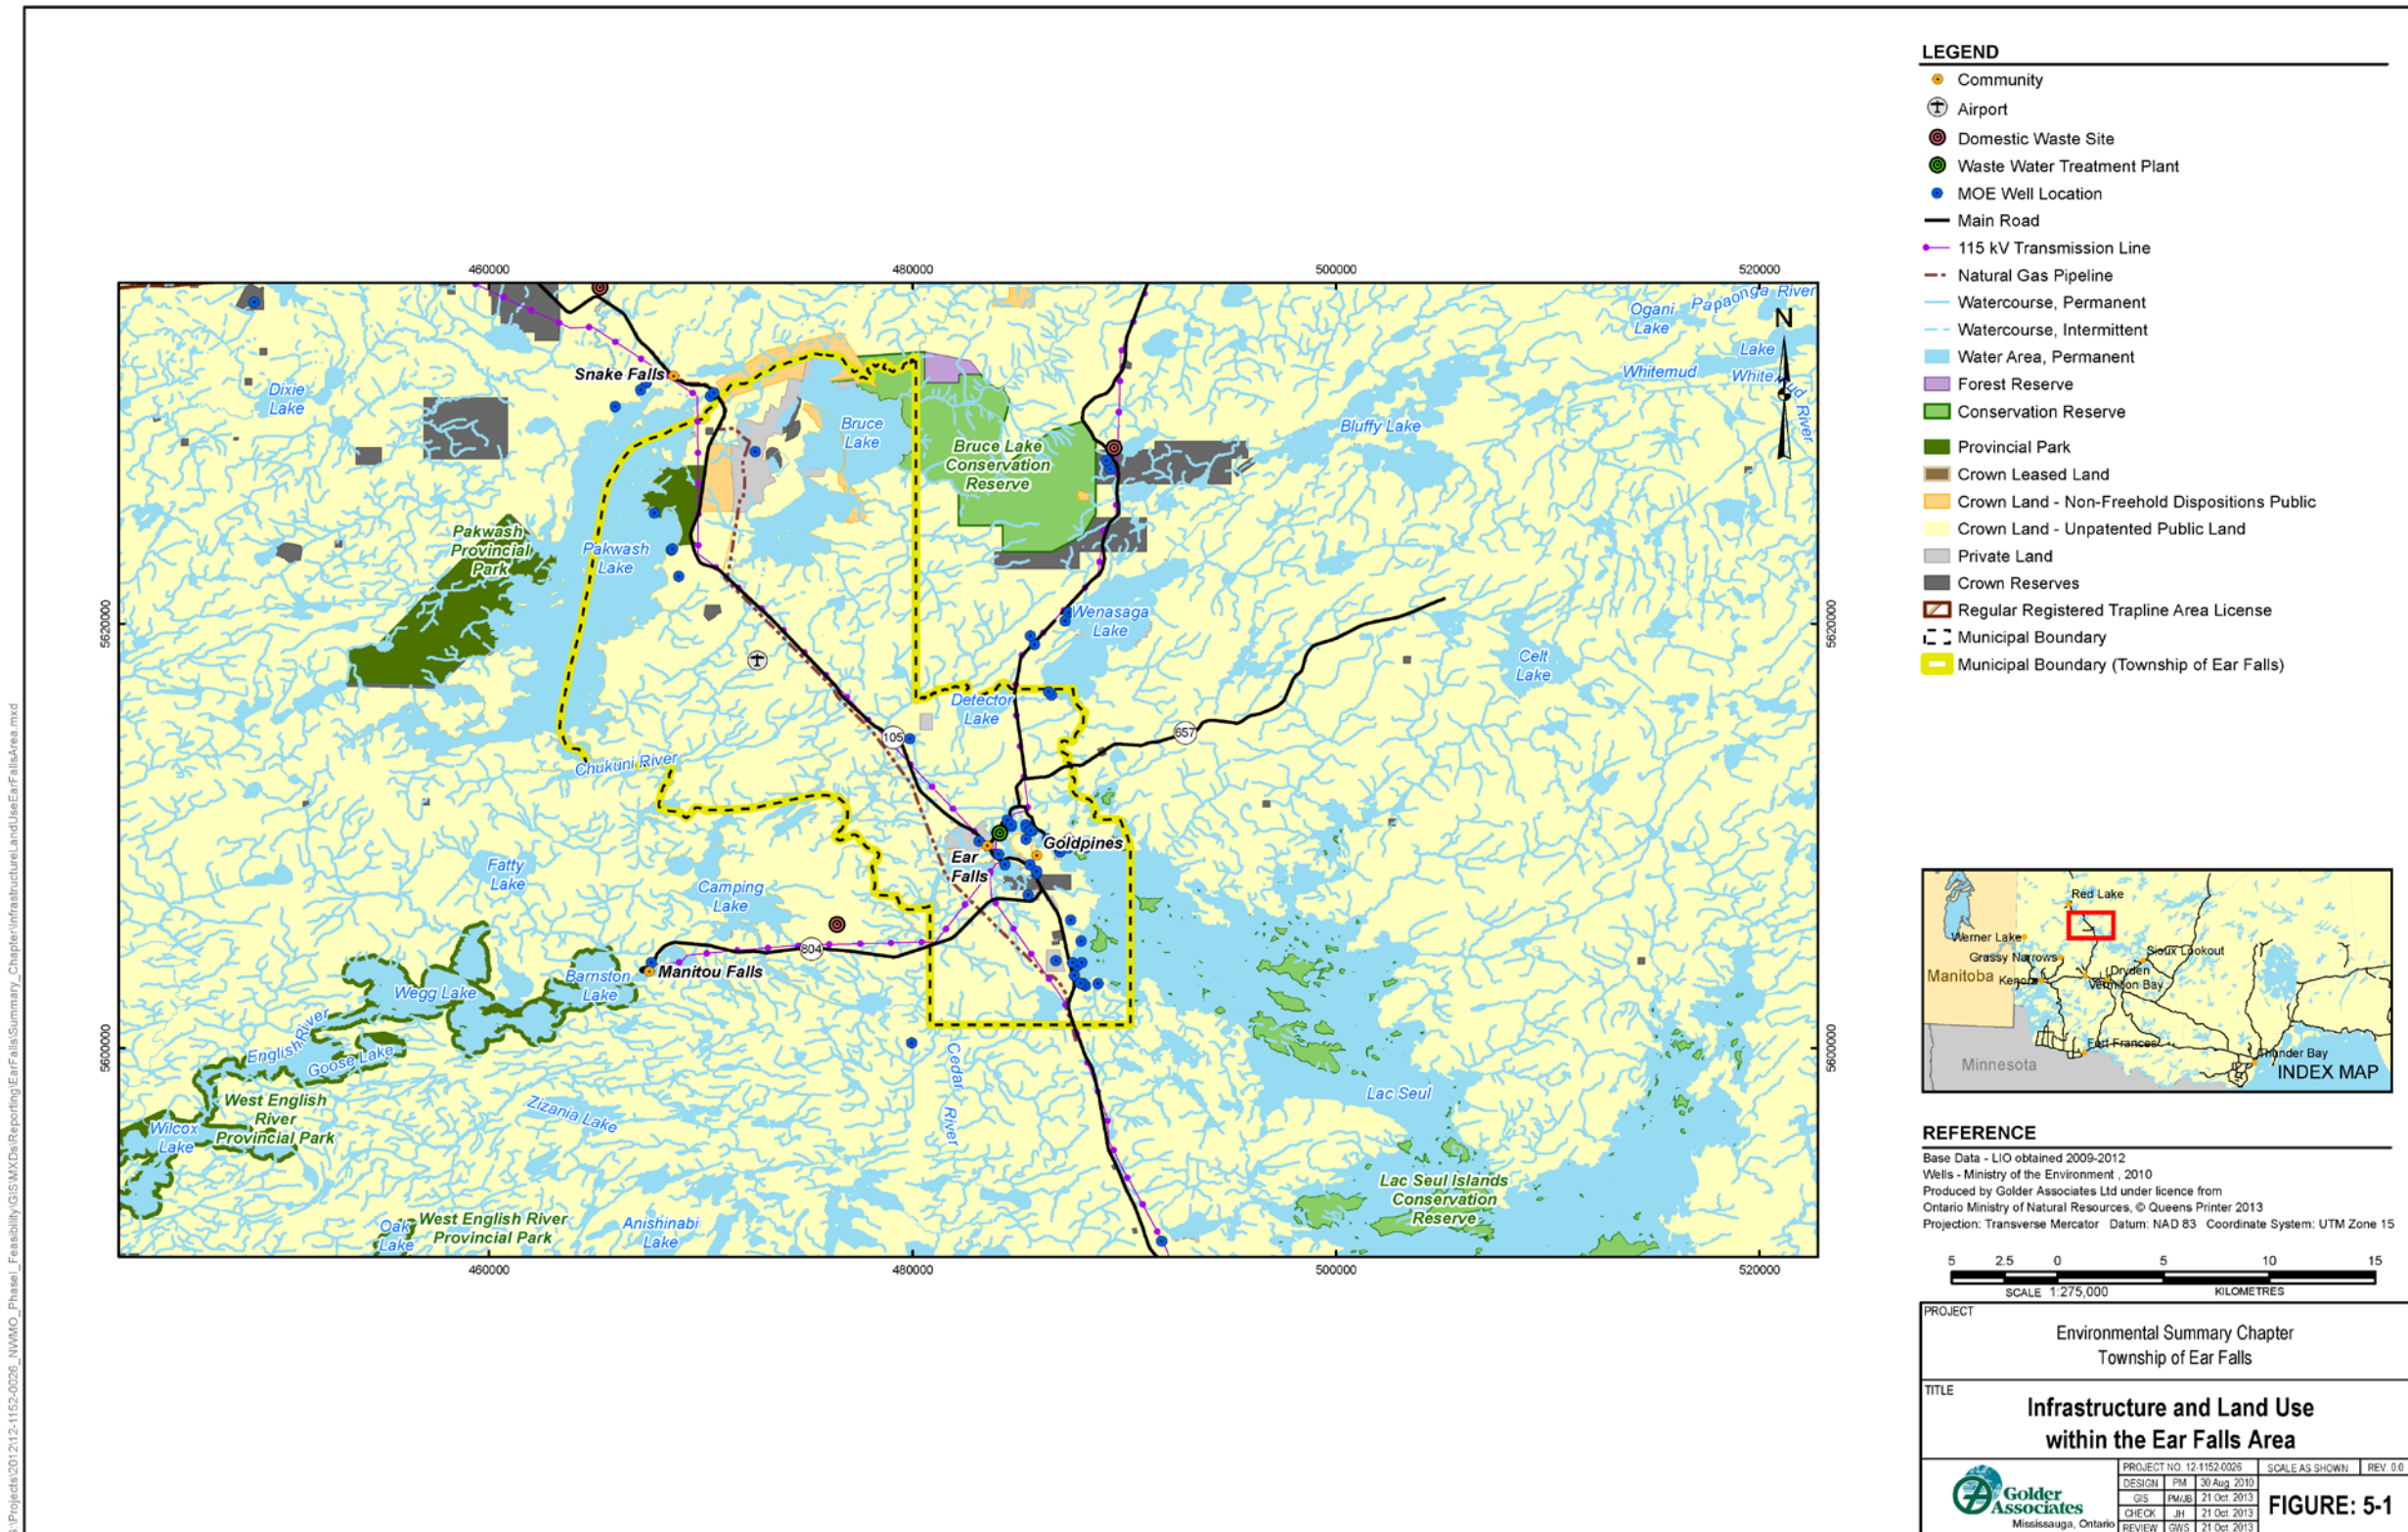 LEGEND
Community
Airport
Domestic Waste Site
Waste Water Treatment Plant
MOE Well Location
Main Road
115 kV Transmission Line
Natural Gas Pipeline
Watercourse, Permanent
Watercourse, Intermittent
Water Area, Permanent
Forest Reserve
Conservation Reserve
Provincial Park
Crown Leased Land
Crown Land - Non-Freehold Dispositions Public
Crown Land - Unpatented Public Land
Private Land
Crown Reserves
Regular Registered Trapline Area License
Municipal Boundary
Municipal Boundary (Township of Ear Falls)
460000
480000
500000
520000
Ogani
Lake
Papaonga River
N
Lake
Whitemud
Whitemud
River
Snake Falls
Dixie
Lake
Bruce
Lake
Bluffy Lake
Bruce Lake
Conservation
Reserve
Pakwash
Provincial
Park
Pakwash
Lake
5620000
5620000
Wenasaga
Lake
Celt
Lake
Detector
Lake
105
657
Chukuni River
Goldpines
Ear
Falls
Fatty
Lake
Camping
Lake
804
Manitou Falls
Barnston
Lake
Wegg Lake
English River
Goose Lake
5600000
5600000
Cedar
River
Lac Seul
West English
River
Provincial Park
Zizania Lake
Wilcox
Lake
Lac Seul Islands
Conservation
Reserve
Oak
Lake
West English River
Provincial Park
Anishinabi
Lake
460000
480000
500000
520000
Red Lake
Werner Lake
Grassy Narrows
Sioux Lookout
Manitoba
Kenora
Dryden
Vermilion Bay
Fort Frances
Thunder Bay
Minnesota
INDEX MAP
REFERENCE
Base Data - LIO obtained 2009-2012
Wells - Ministry of the Environment , 2010
Produced by Golder Associates Ltd under licence from
Ontario Ministry of Natural Resources, © Queens Printer 2013
Projection: Transverse Mercator Datum: NAD 83 Coordinate System: UTM Zone 15
5 2.5 0 5 10 15
SCALE 1:275,000 KILOMETRES
PROJECT
Environmental Summary Chapter
Township of Ear Falls
TITLE
Infrastructure and Land Use
within the Ear Falls Area
Golder
Associates
Mississauga, Ontario
PROJECT NO. 12-1152-0026 SCALE AS SHOWN REV. 0.0
DESIGN PM 30 Aug. 2010
GIS PM/JB 21 Oct. 2013
CHECK JH 21 Oct. 2013
REVIEW GWS 21 Oct. 2013
FIGURE: 5-1